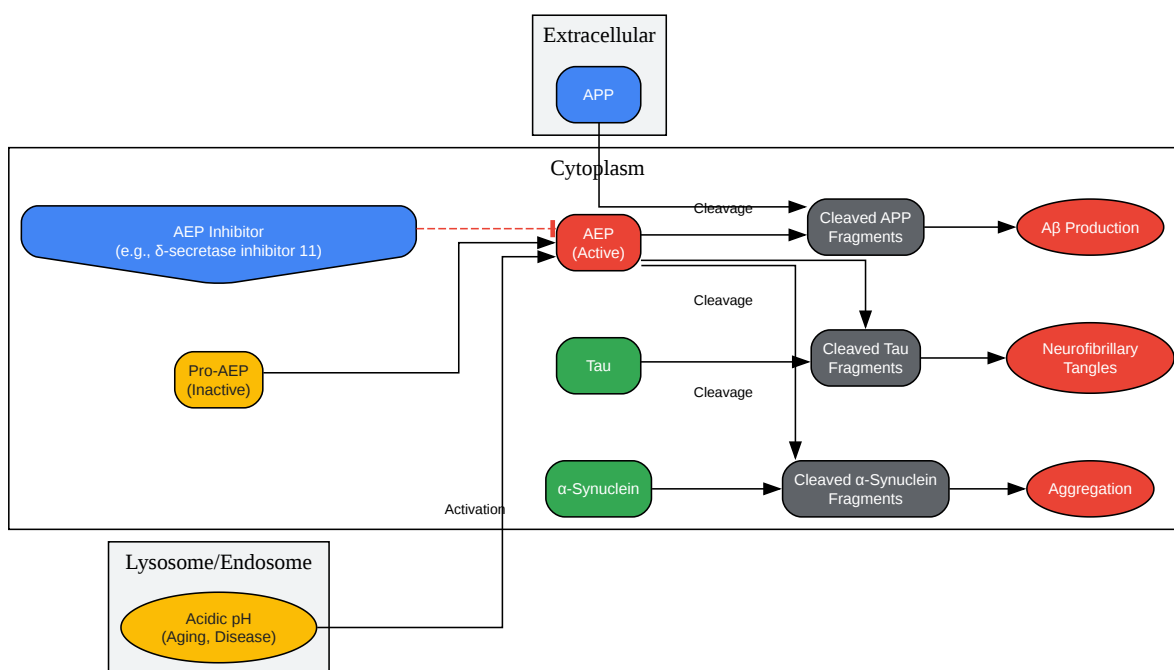 Extracellular
APP
Cytoplasm
AEP Inhibitor
(e.g., δ-secretase inhibitor 11)
AEP
(Active)
Cleavage
Cleaved APP
Fragments
Aβ Production
Cleavage
Pro-AEP
(Inactive)
Tau
Cleaved Tau
Fragments
Neurofibrillary
Tangles
Cleavage
α-Synuclein
Cleaved α-Synuclein
Fragments
Aggregation
Activation
Lysosome/Endosome
Acidic pH
(Aging, Disease)